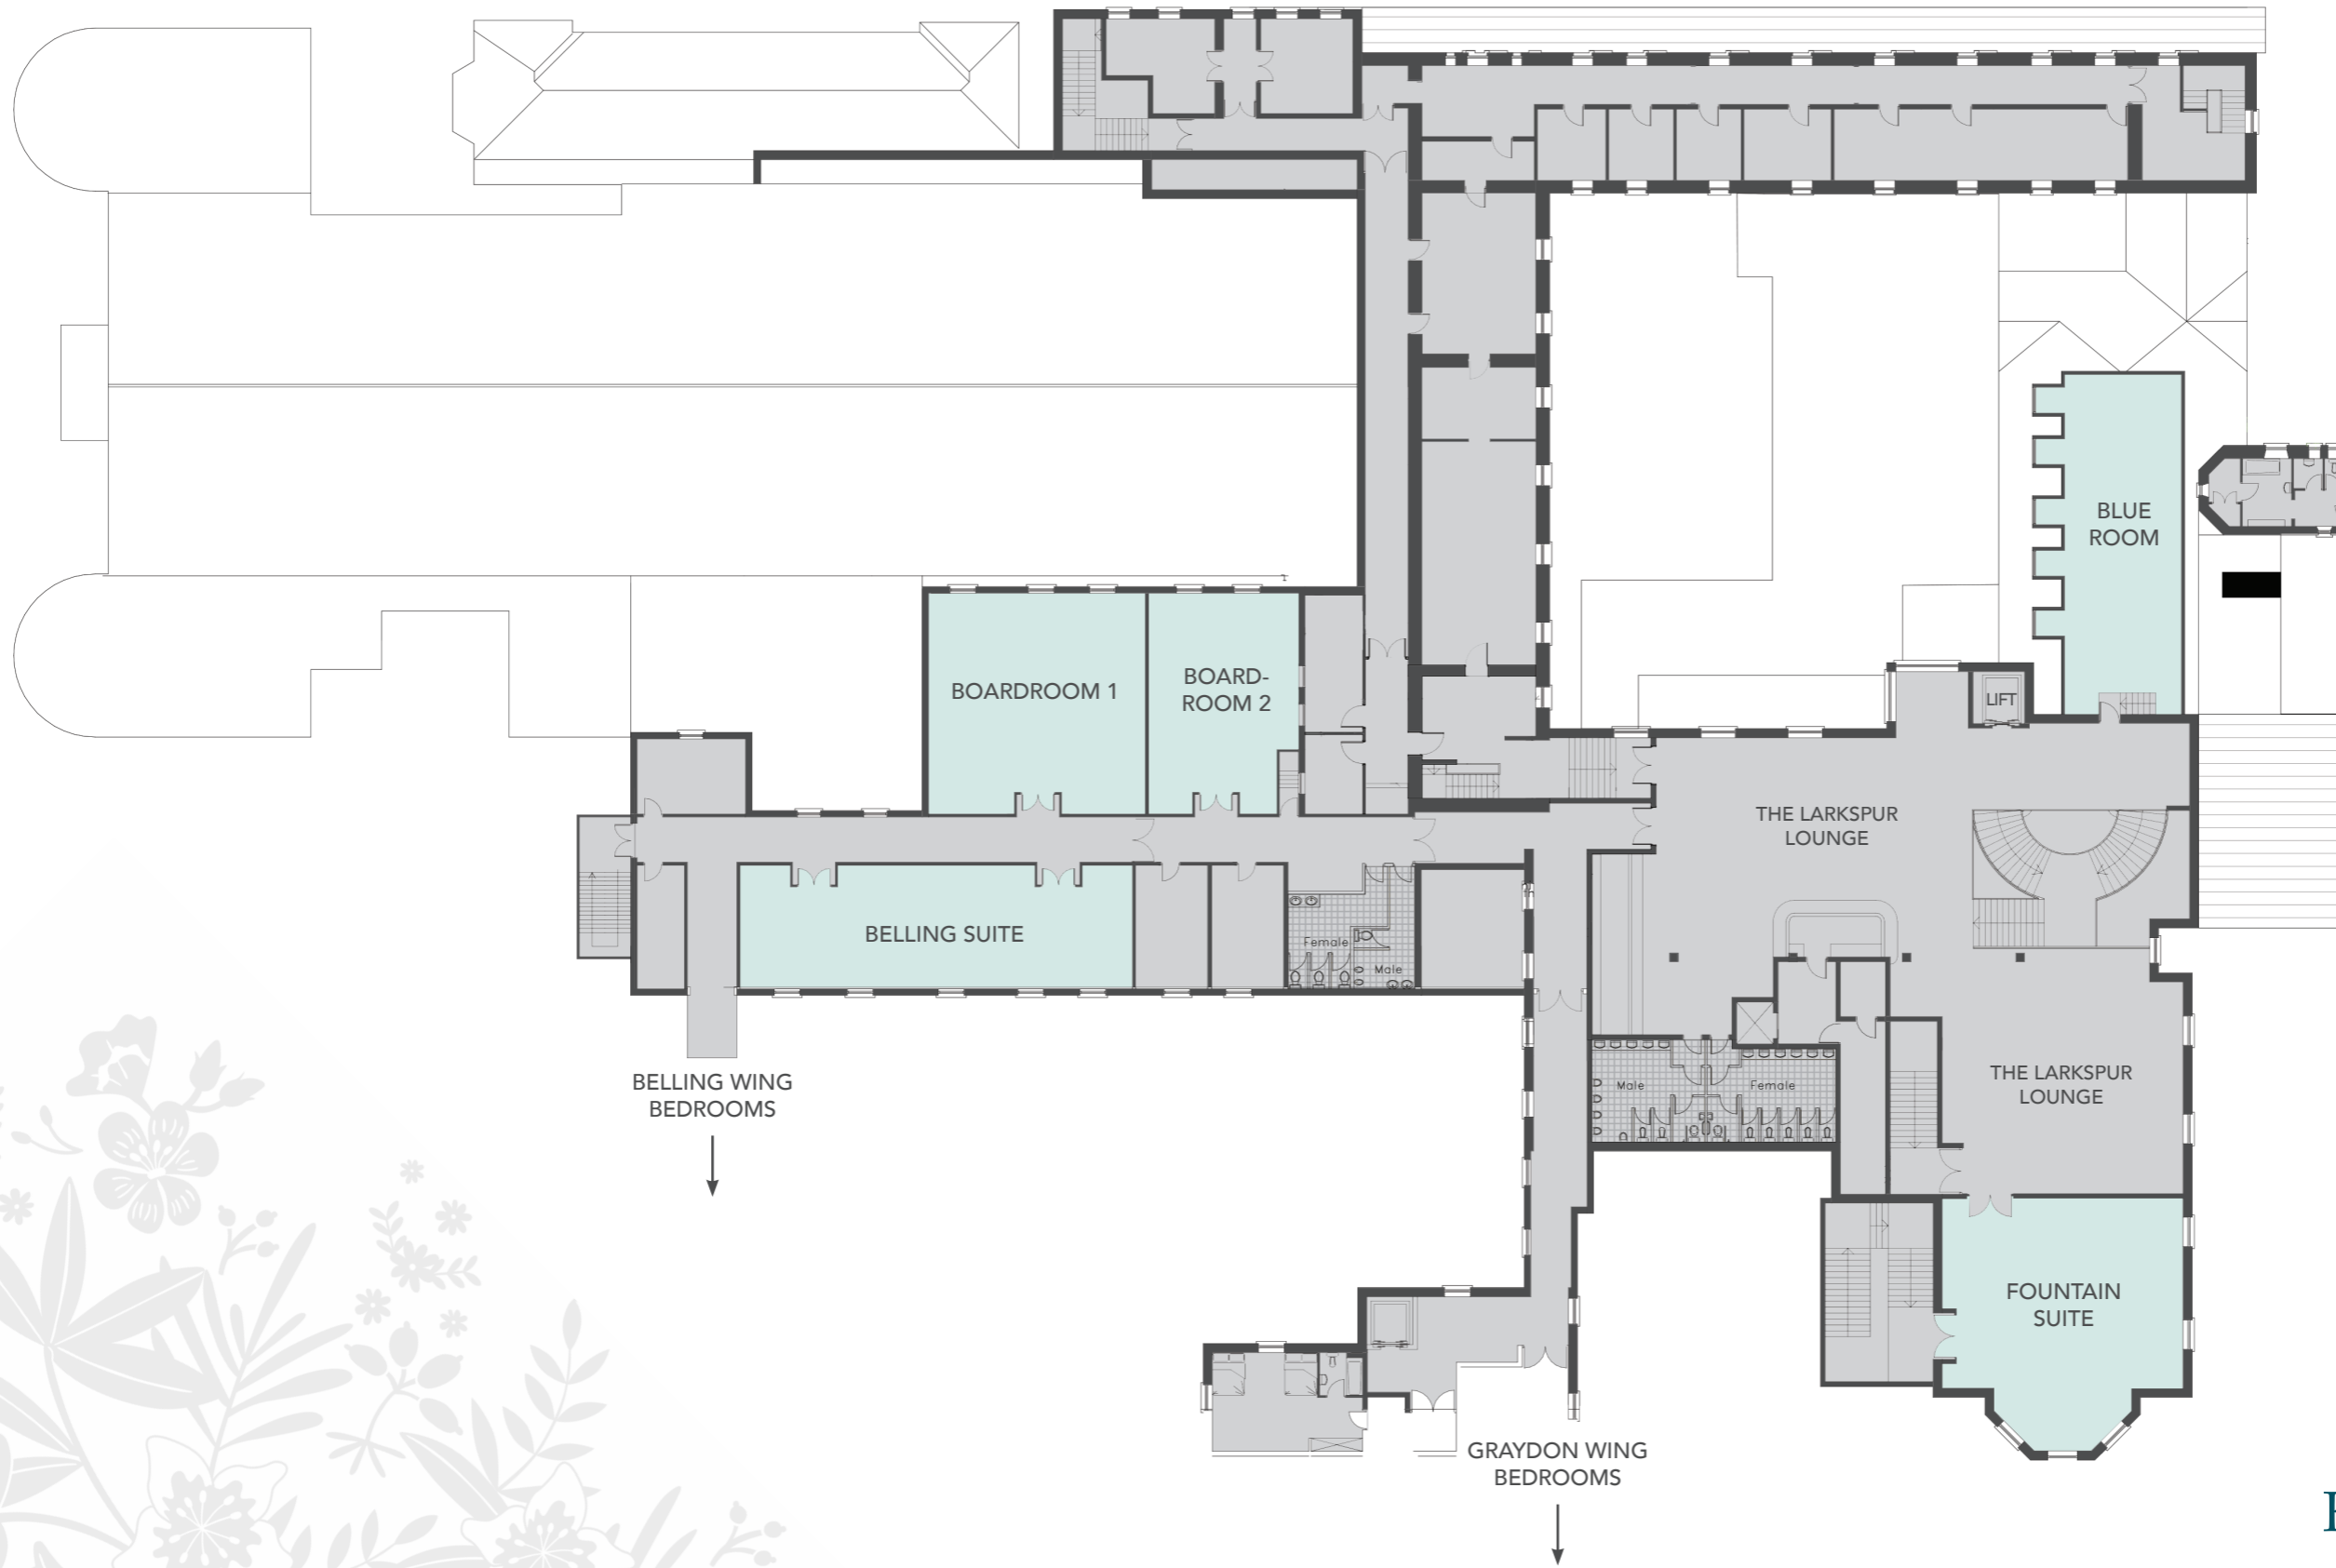 BLUE
ROOM
BOARDROOM 1
BOARD-
ROOM 2
LIFT
THE LARKSPUR
LOUNGE
BELLING SUITE
Female
Male
BELLING WING
BEDROOMS
Male
Female
THE LARKSPUR
LOUNGE
FOUNTAIN
SUITE
GRAYDON WING
BEDROOMS